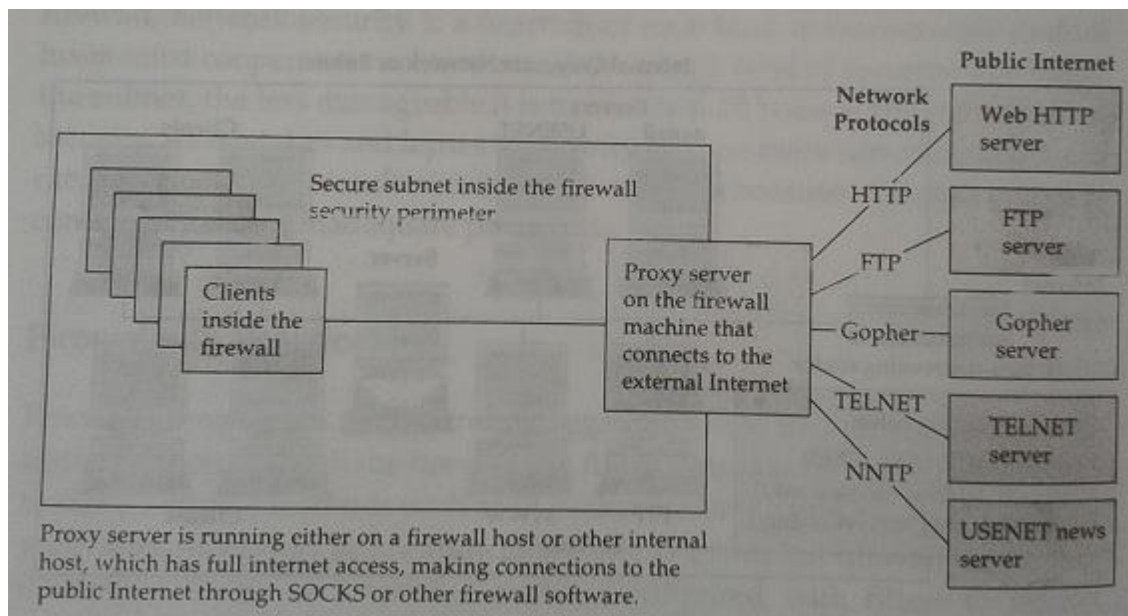 Public Internet
Network
Protocols
Web HTTP
server
HTTP
Secure subnet inside the firewall
security perimeter
FTP
server
FTP
Clients
inside the
firewall
Proxy server
on the firewall
machine that
connects to the
external Internet
Gopher
Gopher
server
TELNET
TELNET
server
NNTP
USENET news
server
Proxy server is running either on a firewall host or other internal
host, which has full internet access, making connections to the
public Internet through SOCKS or other firewall software.